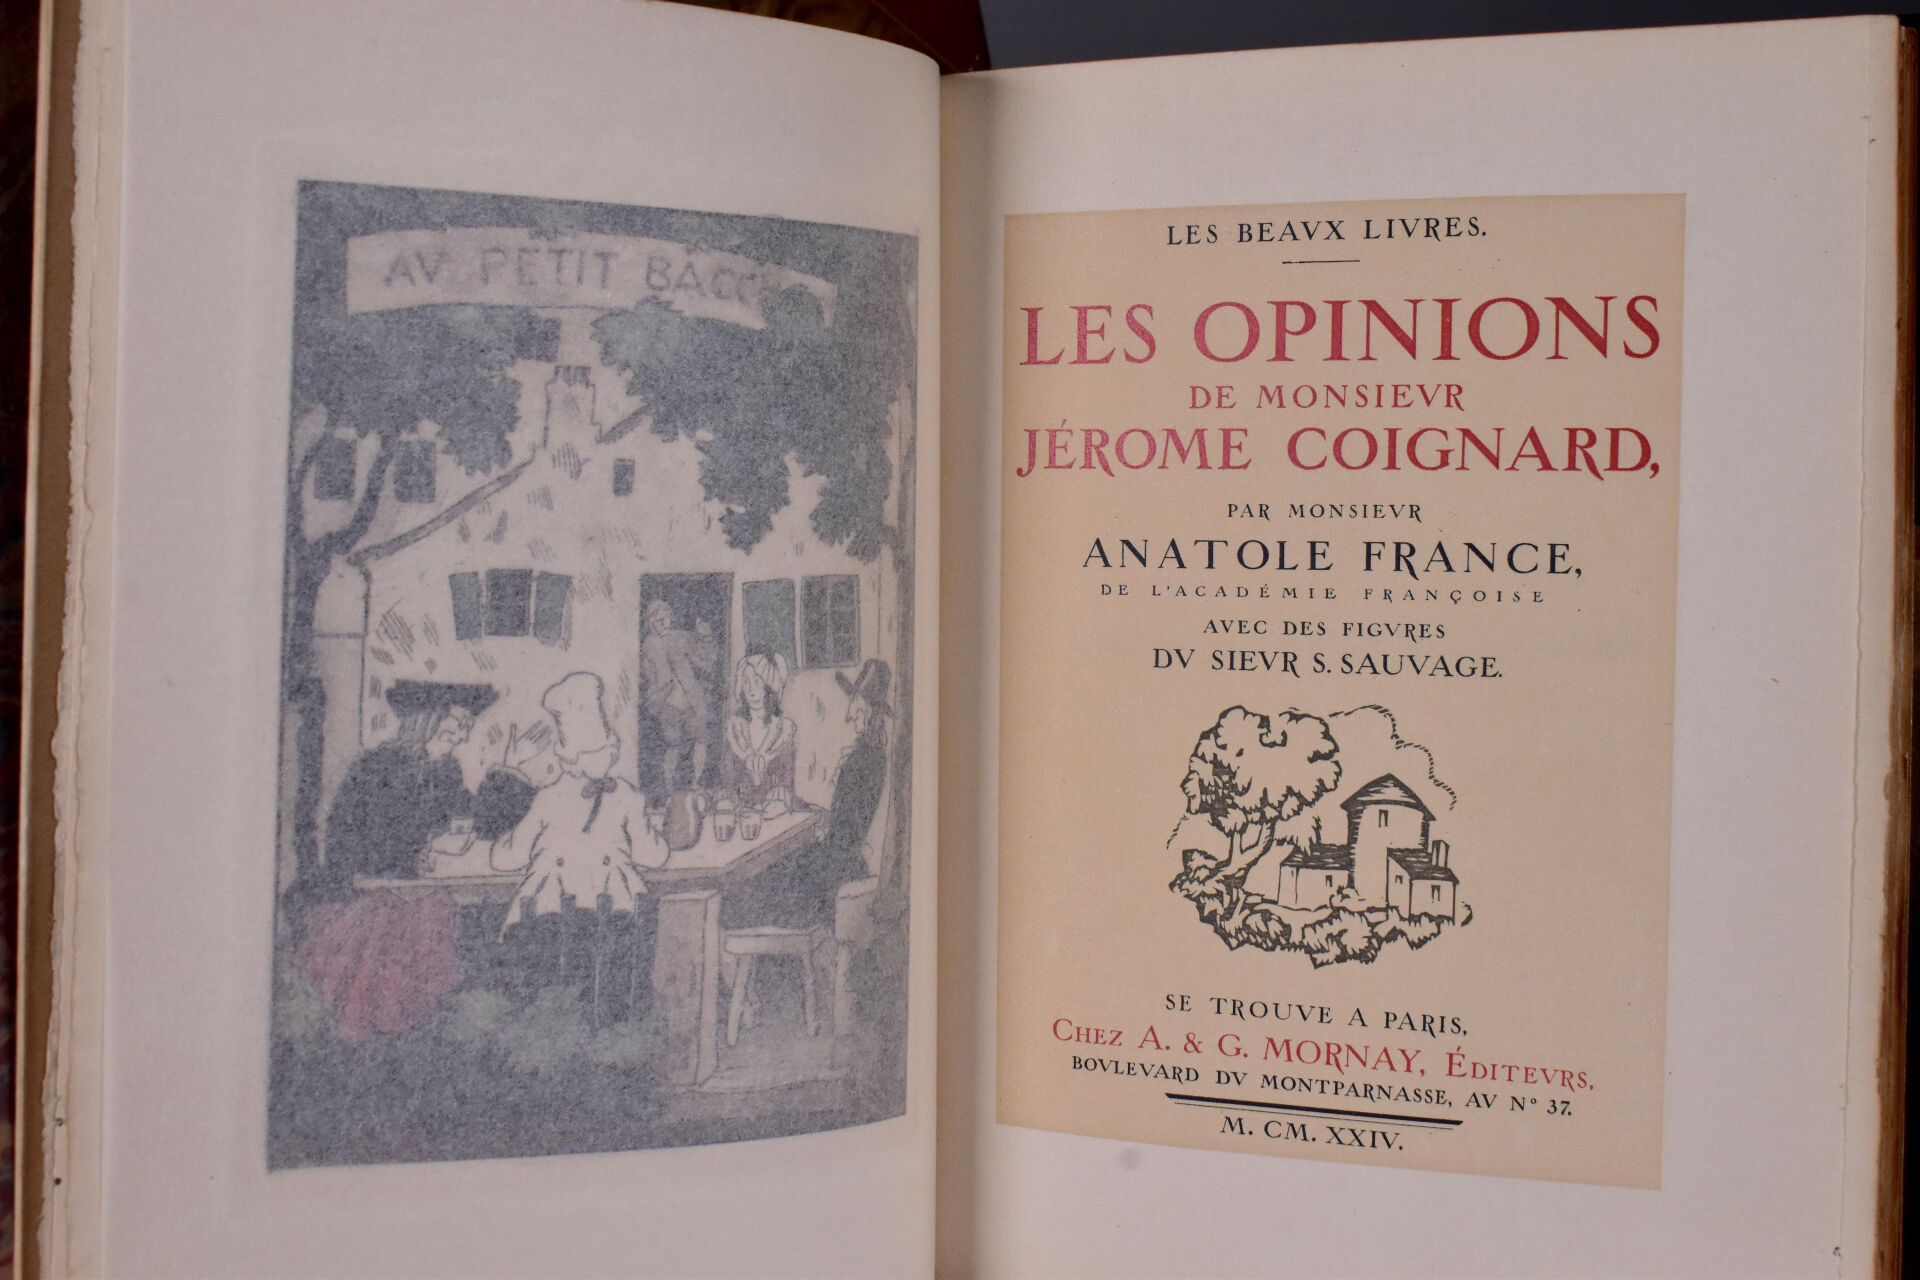 AV PETIT
LES BEAVX LIVRES.
LES OPINIONS
DE MONSIEVR
JÉROME COIGNARD,
PAR MONSIEVR
ANATOLE FRANCE,
DE L'ACADÉMIE FRANÇOISE
AVEC DES FIGVRES
DV SIEVR S. SAUVAGE.
SE TROUVE A PARIS,
CHEZ A. & G. MORNAY, ÉDITEVRS,
BOVLEVARD DV MONTPARNASSE, AV N° 37.
M. CM. XXIV.